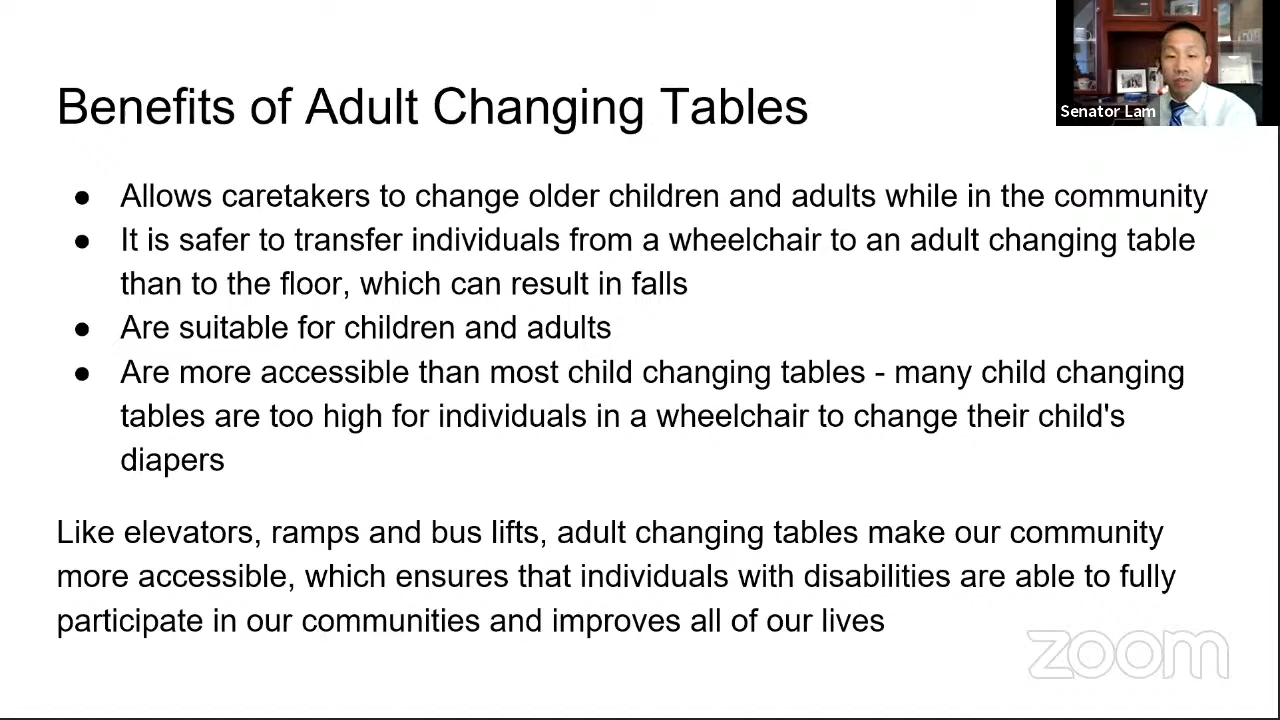 Benefits of Adult Changing Tables
Senator Lam
● Allows caretakers to change older children and adults while in the community
● It is safer to transfer individuals from a wheelchair to an adult changing table
than to the floor, which can result in falls
● Are suitable for children and adults
● Are more accessible than most child changing tables - many child changing
tables are too high for individuals in a wheelchair to change their child's
diapers
Like elevators, ramps and bus lifts, adult changing tables make our community
more accessible, which ensures that individuals with disabilities are able to fully
participate in our communities and improves all of our lives
zoom